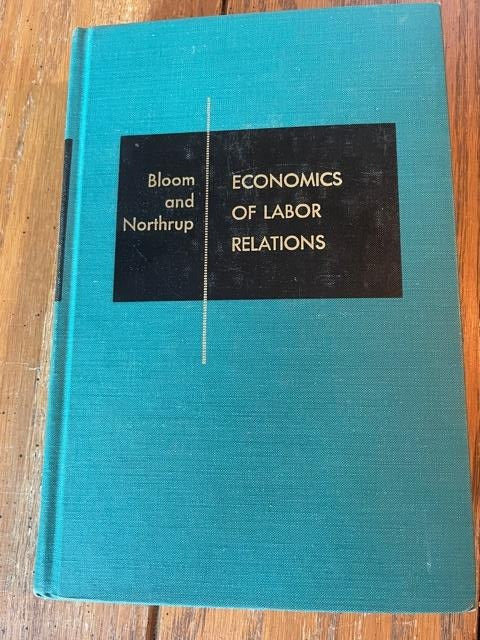 Bloom
and
Northrup
ECONOMICS
OF LABOR
RELATIONS